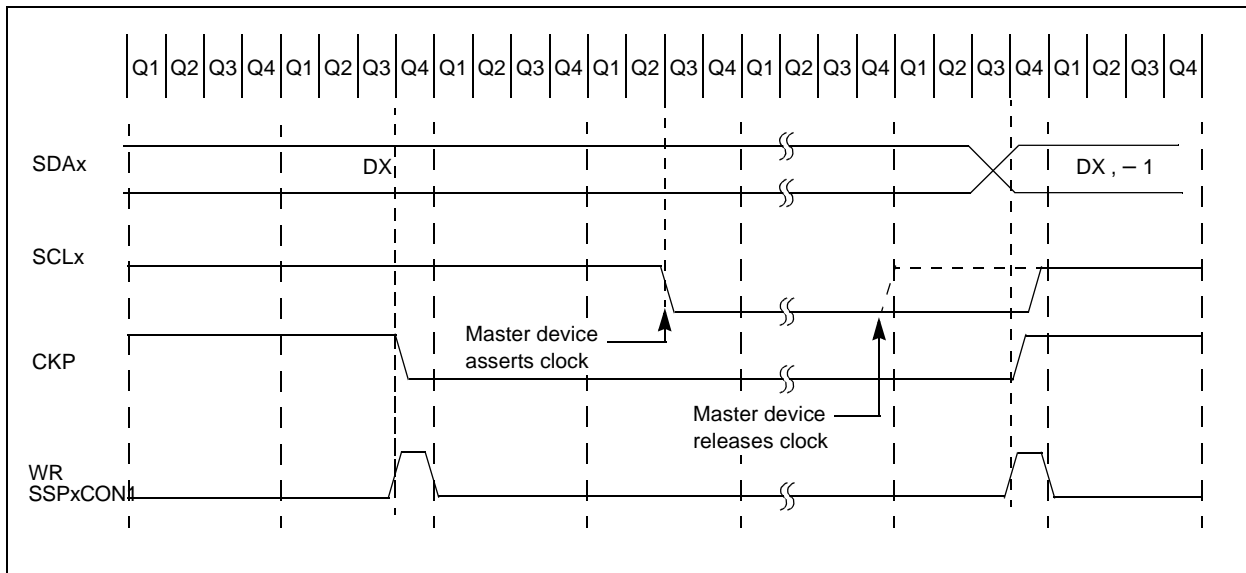 Q1 Q2 Q3 Q4 Q1 Q2 Q3 Q4 Q1 Q2 Q3 Q4 Q1 Q2 Q3 Q4 Q1 Q2 Q3 Q4 Q1 Q2 Q3 Q4 Q1 Q2 Q3 Q4
SDAx
DX
DX , – 1
SCLx
Master device
asserts clock
CKP
Master device
releases clock
WR
SSPxCON1